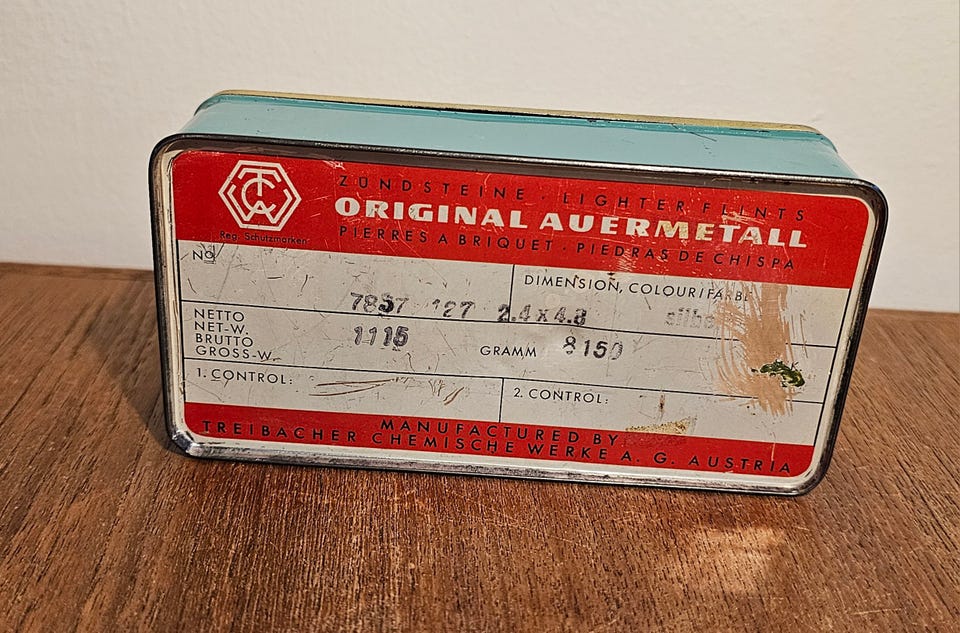 TCW
ZÜNDSTEINE · LIGHTER FLINTS
ORIGINAL AUERMETALL
Reg. Schutzmarken
PIERRES A BRIQUET · PIEDRAS DE CHISPA
No
DIMENSION, COLOUR/FARBE
127 2.4 x 4.8
NETTO
NET-W.
1115
BRUTTO
GROSS-W.
GRAMM
1. CONTROL:
2. CONTROL:
MANUFACTURED BY
TREIBACHER CHEMISCHE WERKE A. G. AUSTRIA